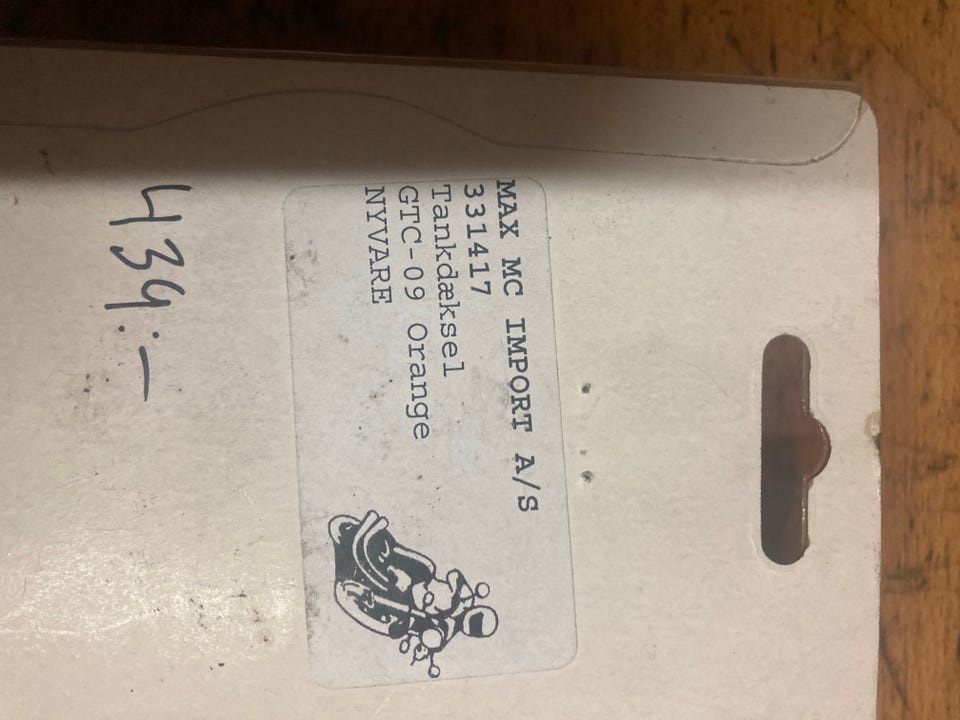 MAX MC IMPORT A/S
331417
Tankdæksel
GTC-09 Orange
NYVARE
439:-